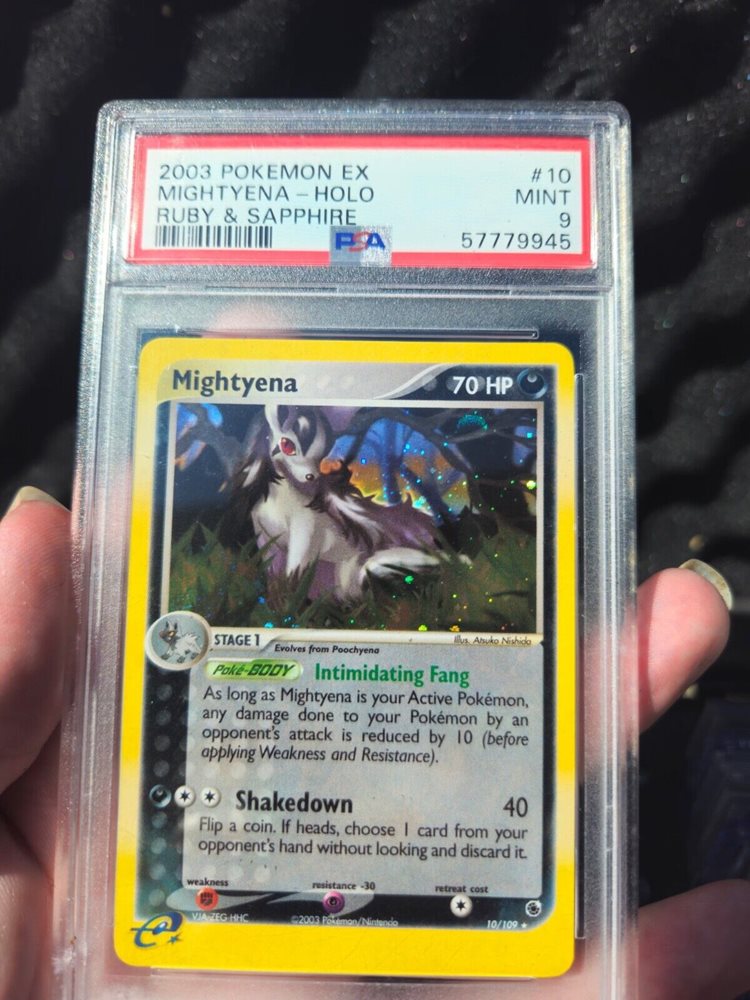 2003 POKEMON EX #10
MIGHTYENA - HOLO MINT
RUBY & SAPPHIRE 9
PSA 57779945
Mightyena 70 HP
STAGE 1 Evolves from Poochyena Illus. Atsuko Nishida
Poké-BODY Intimidating Fang
As long as Mightyena is your Active Pokémon,
any damage done to your Pokémon by an
opponent's attack is reduced by 10 (before
applying Weakness and Resistance).
Shakedown 40
Flip a coin. If heads, choose 1 card from your
opponent's hand without looking and discard it.
weakness resistance -30 retreat cost
VJA-ZEG-HHC ©2003 Pokémon/Nintendo 10/109 ★
e